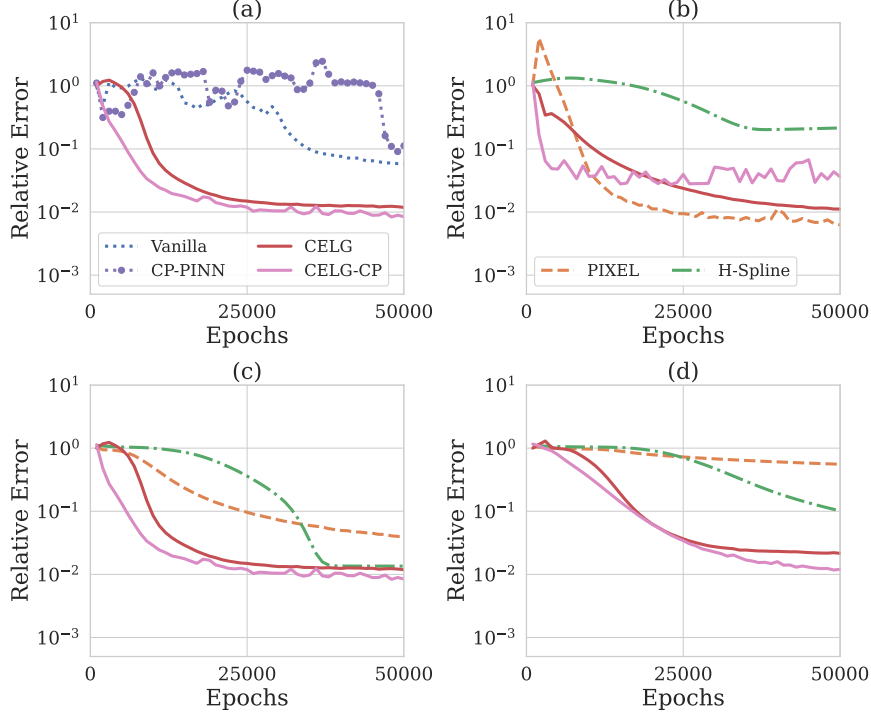 (a)
Relative Error
10^1
10^0
10^−1
10^−2
10^−3
Vanilla
CP-PINN
CELG
CELG-CP
0 25000 50000
Epochs
(b)
Relative Error
10^1
10^0
10^−1
10^−2
10^−3
PIXEL
H-Spline
0 25000 50000
Epochs
(c)
Relative Error
10^1
10^0
10^−1
10^−2
10^−3
0 25000 50000
Epochs
(d)
Relative Error
10^1
10^0
10^−1
10^−2
10^−3
0 25000 50000
Epochs